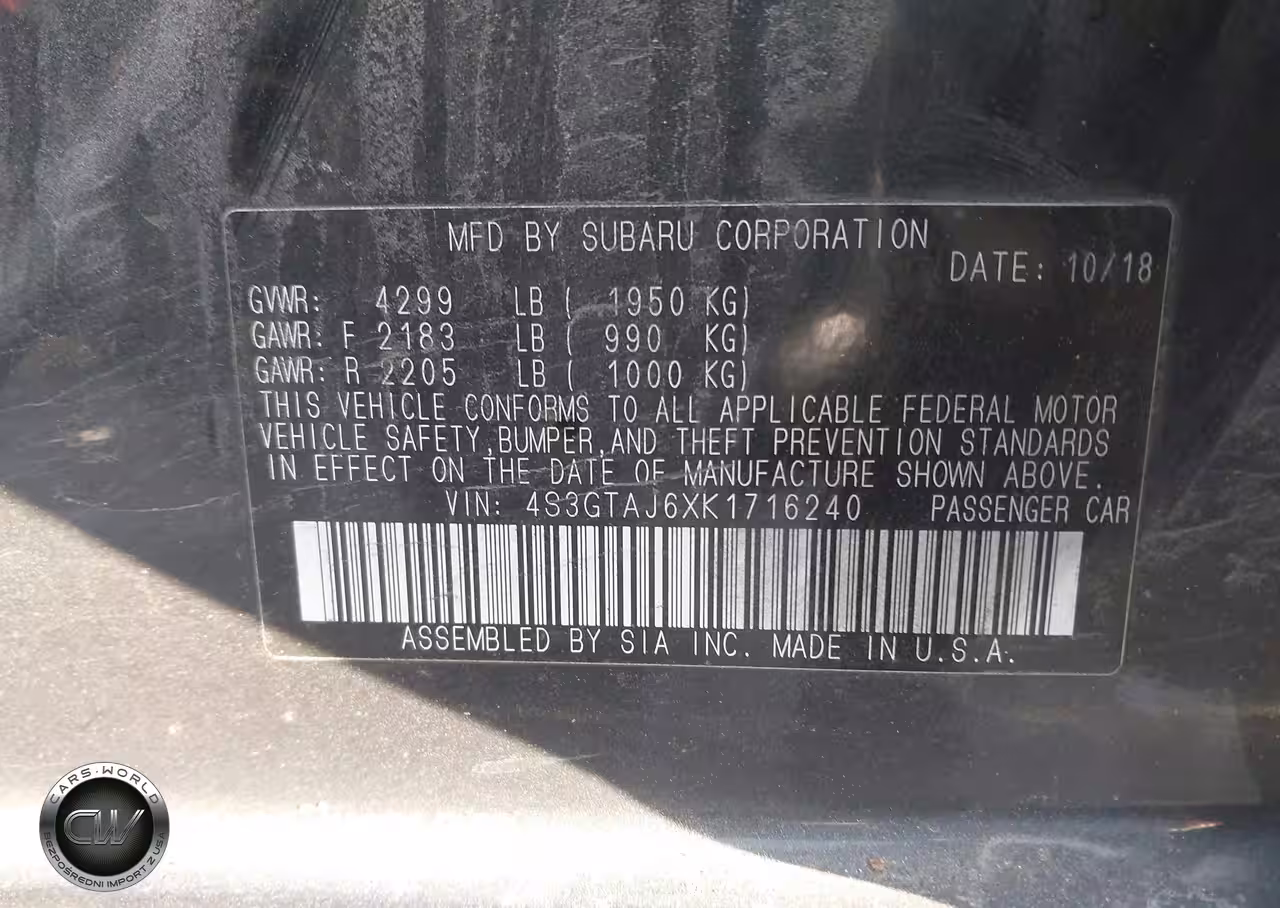 MFD BY SUBARU CORPORATION
DATE: 10/18
GVWR: 4299 LB ( 1950 KG)
GAWR: F 2183 LB ( 990 KG)
GAWR: R 2205 LB ( 1000 KG)
THIS VEHICLE CONFORMS TO ALL APPLICABLE FEDERAL MOTOR
VEHICLE SAFETY,BUMPER,AND THEFT PREVENTION STANDARDS
IN EFFECT ON THE DATE OF MANUFACTURE SHOWN ABOVE.
VIN: 4S3GTAJ6XK1716240 PASSENGER CAR
ASSEMBLED BY SIA INC. MADE IN U.S.A.
CARS-WORLD
CW
BEZPOŚREDNI IMPORT Z USA